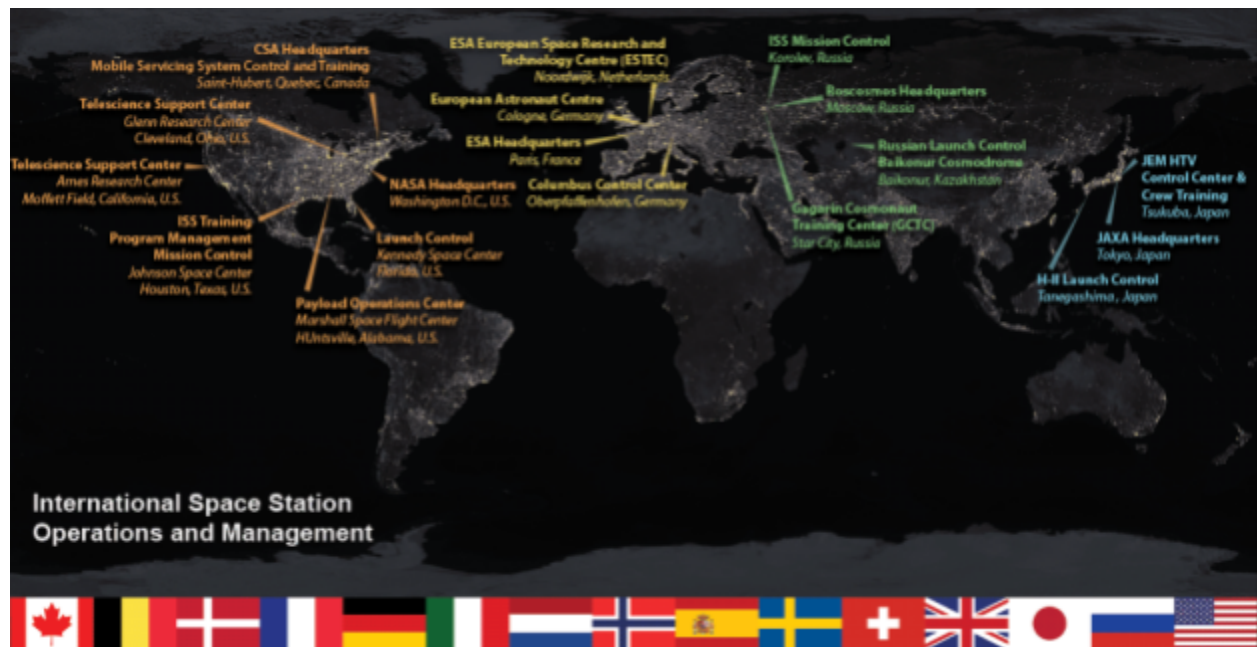 CSA Headquarters
Mobile Servicing System Control and Training
Saint-Hubert, Quebec, Canada
Telescience Support Center
Glenn Research Center
Cleveland, Ohio, U.S.
Telescience Support Center
Ames Research Center
Moffett Field, California, U.S.
ISS Training
Program Management
Mission Control
Johnson Space Center
Houston, Texas, U.S.
NASA Headquarters
Washington D.C., U.S.
Launch Control
Kennedy Space Center
Florida, U.S.
Payload Operations Center
Marshall Space Flight Center
HUntsville, Alabama, U.S.
ESA European Space Research and
Technology Centre (ESTEC)
Noordwijk, Netherlands
European Astronaut Centre
Cologne, Germany
ESA Headquarters
Paris, France
Columbus Control Center
Oberpfaffenhofen, Germany
ISS Mission Control
Korolev, Russia
Roscosmos Headquarters
Moscow, Russia
Russian Launch Control
Baikonur Cosmodrome
Baikonur, Kazakhstan
Gagarin Cosmonaut
Training Center (GCTC)
Star City, Russia
JEM HTV
Control Center &
Crew Training
Tsukuba, Japan
JAXA Headquarters
Tokyo, Japan
H-II Launch Control
Tanegashima, Japan
International Space Station
Operations and Management